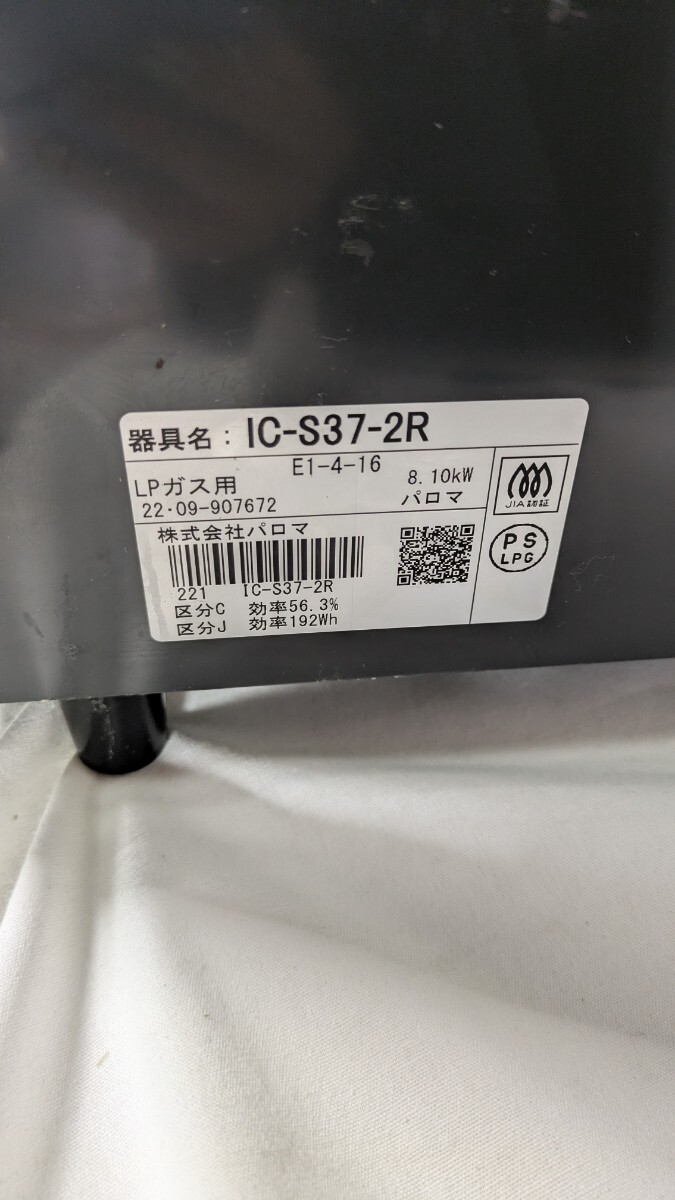 器具名：IC-S37-2R
E1-4-16
LPガス用 8.10kW
22・09-907672 パロマ
JIA認証
株式会社パロマ
PS
LPG
221 IC-S37-2R
区分C 効率56.3%
区分J 効率192Wh